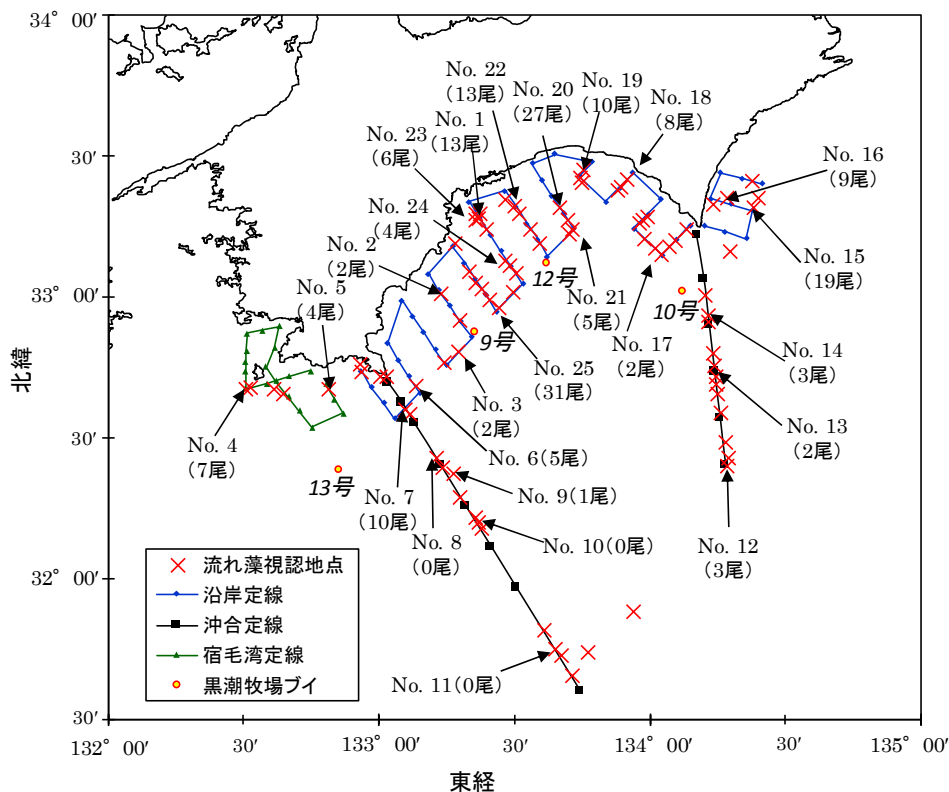 34° 00′
30′
33° 00′
30′
32° 00′
30′
北緯
132° 00′
30′
133° 00′
30′
134° 00′
30′
135° 00′
東経
No. 22
(13尾)
No. 20
(27尾)
No. 19
(10尾)
No. 18
(8尾)
No. 1
(13尾)
No. 23
(6尾)
No. 16
(9尾)
No. 24
(4尾)
No. 2
(2尾)
No. 15
(19尾)
No. 5
(4尾)
12号
No. 21
(5尾)
10号
No. 17
(2尾)
9号
No. 14
(3尾)
No. 25
(31尾)
No. 3
(2尾)
No. 13
(2尾)
No. 4
(7尾)
No. 6(5尾)
13号
No. 7
(10尾)
No. 9(1尾)
No. 8
(0尾)
No. 10(0尾)
No. 12
(3尾)
No. 11(0尾)
流れ藻視認地点
沿岸定線
沖合定線
宿毛湾定線
黒潮牧場ブイ